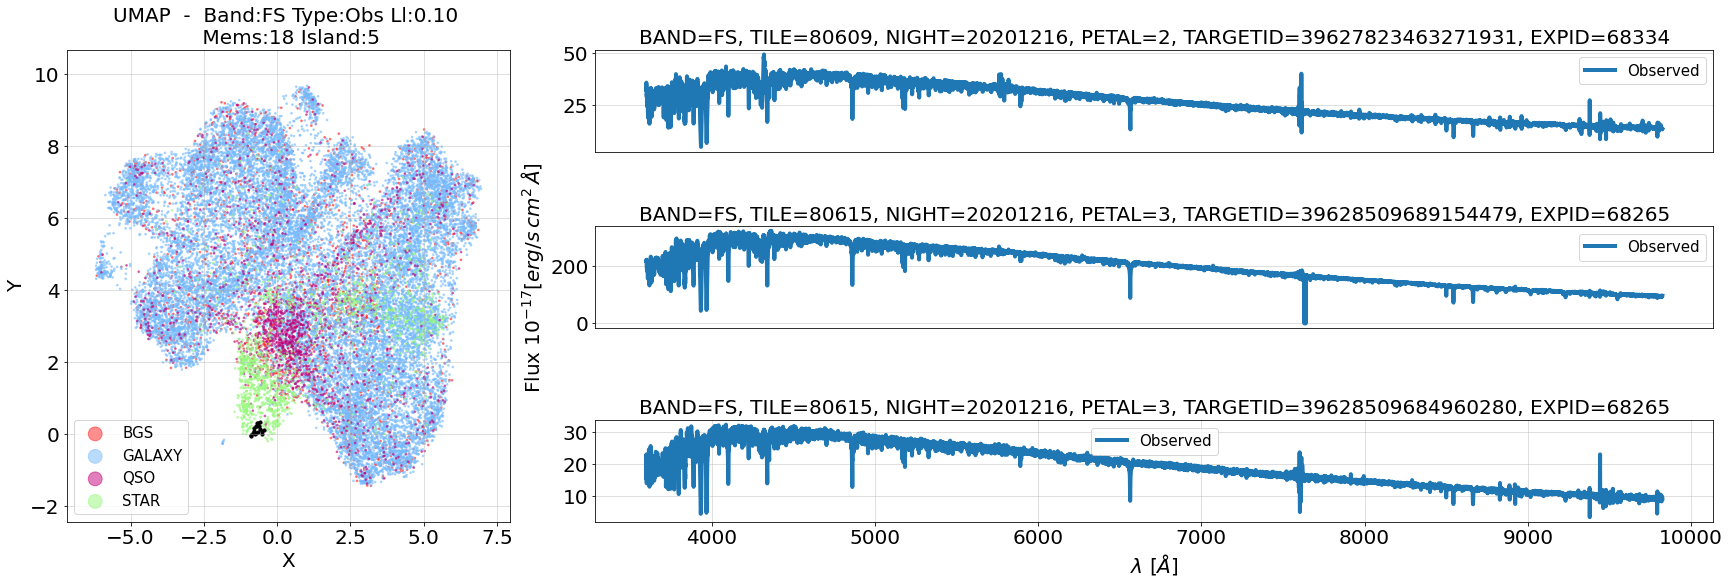 UMAP - Band:FS Type:Obs Ll:0.10
Mems:18 Island:5
Y
10
8
6
4
2
0
−2
−5.0 −2.5 0.0 2.5 5.0 7.5
X
BGS
GALAXY
QSO
STAR
Flux 10⁻¹⁷[erg/s cm² Å]
BAND=FS, TILE=80609, NIGHT=20201216, PETAL=2, TARGETID=39627823463271931, EXPID=68334
50
25
Observed
BAND=FS, TILE=80615, NIGHT=20201216, PETAL=3, TARGETID=39628509689154479, EXPID=68265
200
0
Observed
BAND=FS, TILE=80615, NIGHT=20201216, PETAL=3, TARGETID=39628509684960280, EXPID=68265
30
20
10
Observed
4000 5000 6000 7000 8000 9000 10000
λ [Å]